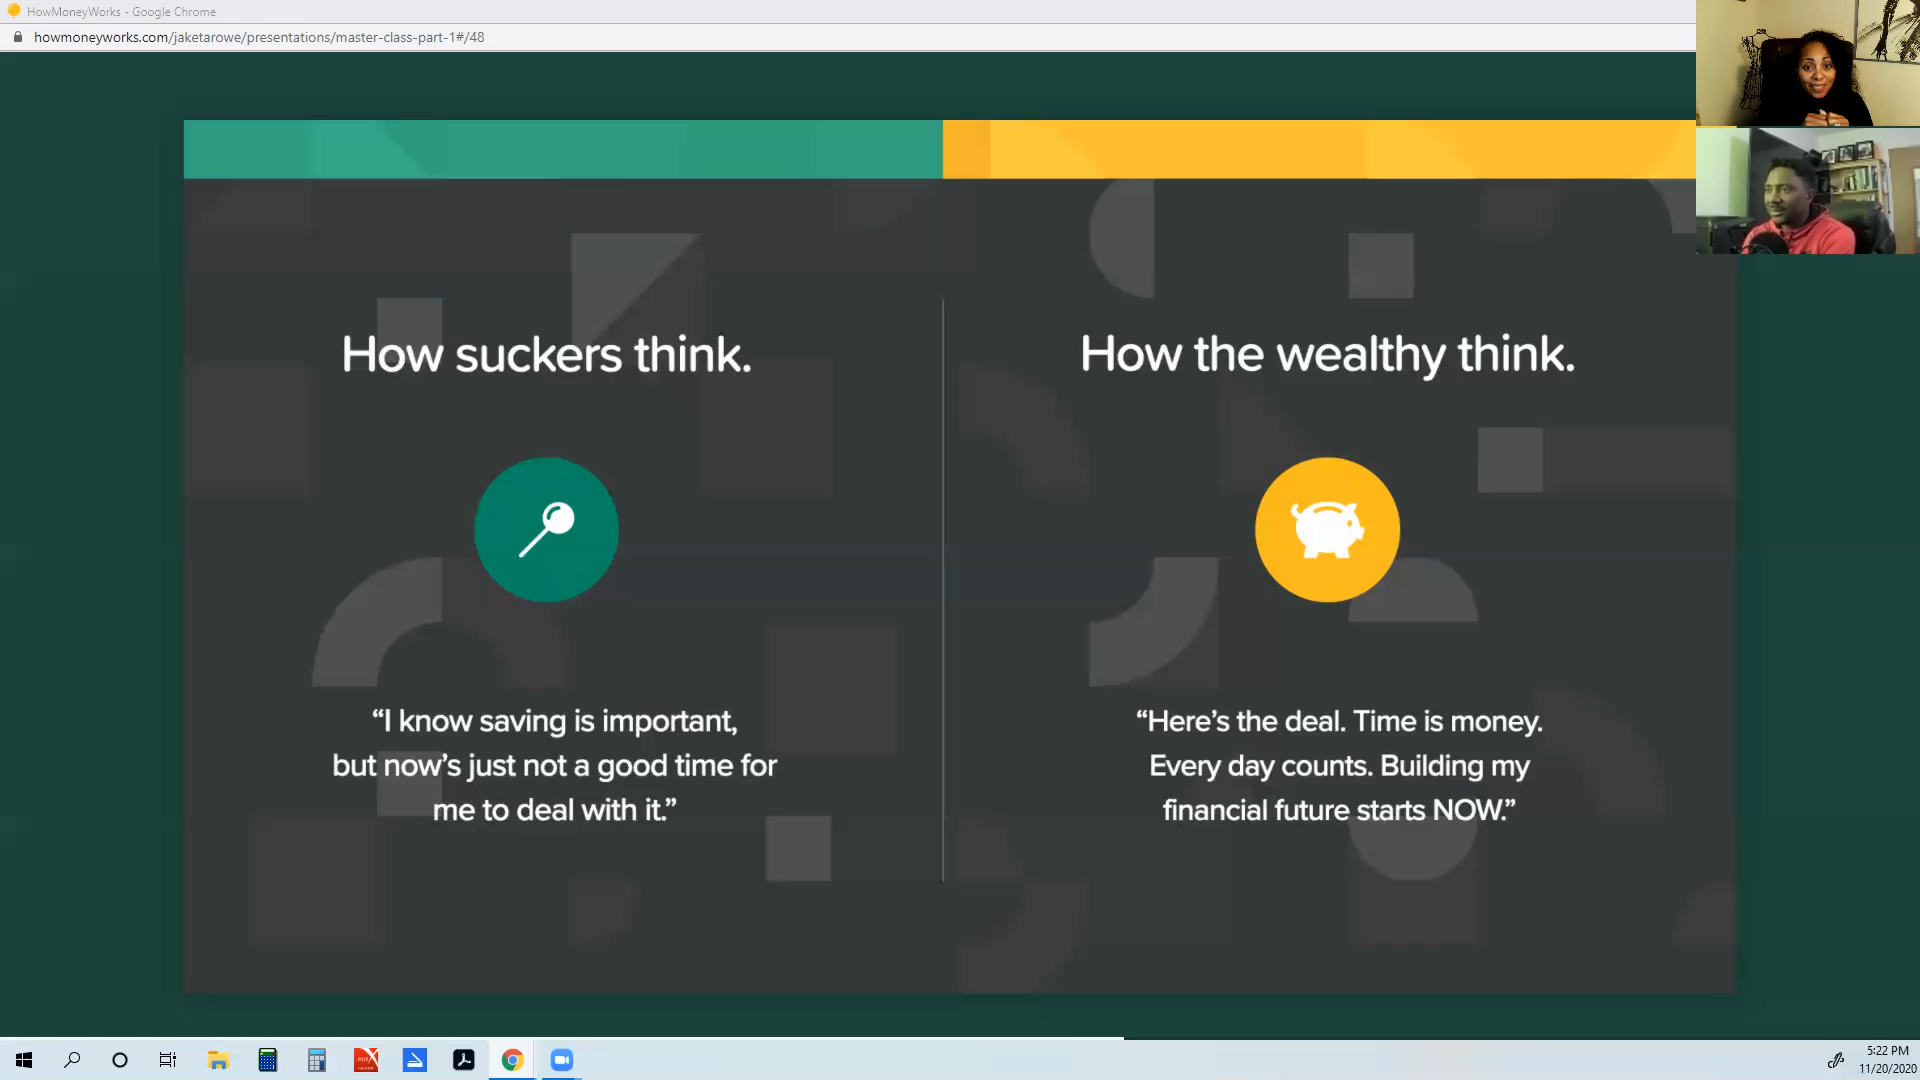 HowMoneyWorks - Google Chrome
howmoneyworks.com/jaketarowe/presentations/master-class-part-1#/48
How suckers think.
“I know saving is important,
but now’s just not a good time for
me to deal with it.”
How the wealthy think.
“Here’s the deal. Time is money.
Every day counts. Building my
financial future starts NOW.”
5:22 PM
11/20/2020